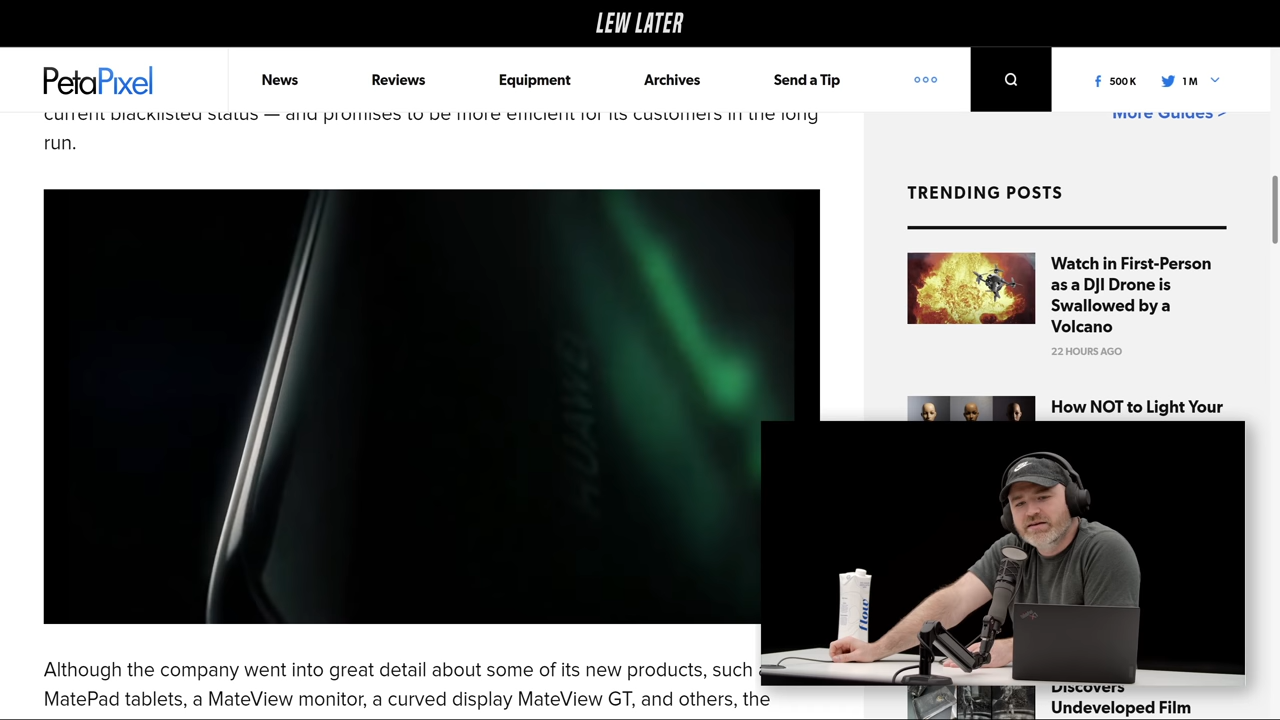 LEW LATER
PetaPixel
News
Reviews
Equipment
Archives
Send a Tip
500 K
1 M
current blacklisted status — and promises to be more efficient for its customers in the long
run.
HUAWEI
Although the company went into great detail about some of its new products, such
MatePad tablets, a MateView monitor, a curved display MateView GT, and others, the
More Guides >
TRENDING POSTS
Watch in First-Person
as a DJI Drone is
Swallowed by a
Volcano
22 HOURS AGO
How NOT to Light Your
flow
Discovers
Undeveloped Film